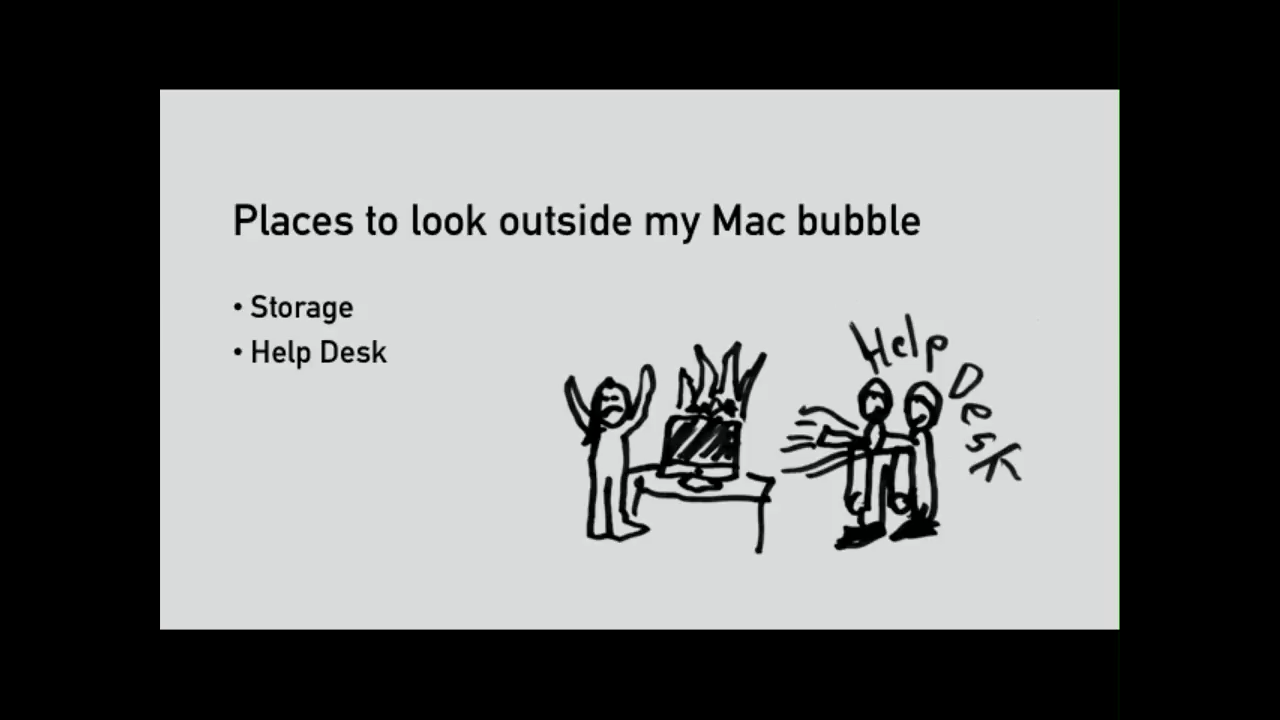 Places to look outside my Mac bubble
• Storage
• Help Desk
Help
Desk